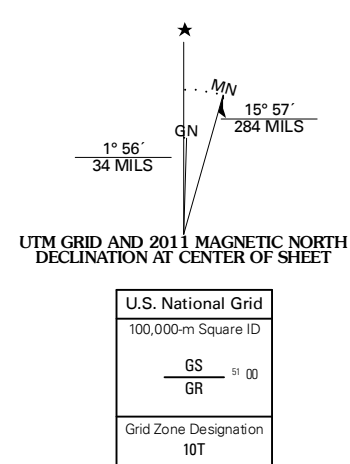 MN
GN
15° 57´
284 MILS
1° 56´
34 MILS
UTM GRID AND 2011 MAGNETIC NORTH
DECLINATION AT CENTER OF SHEET
U.S. National Grid
100,000-m Square ID
GS
51 00
GR
Grid Zone Designation
10T